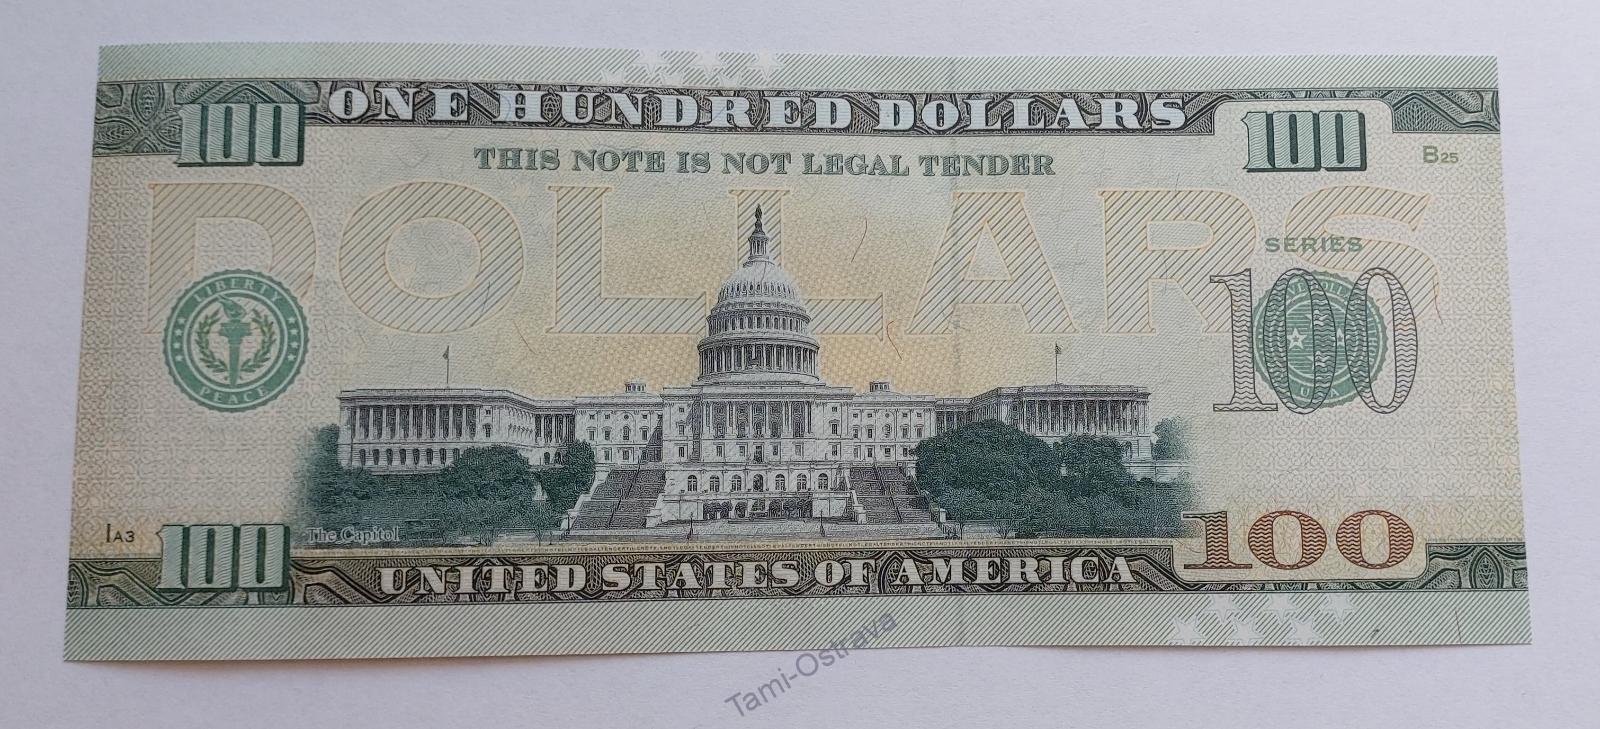 ONE HUNDRED DOLLARS
100
100
THIS NOTE IS NOT LEGAL TENDER
B25
DOLLARS
SERIES
LIBERTY
PEACE
100
U A
IA3
100
The Capitol
100
UNITED STATES OF AMERICA
Tami-Ostrava